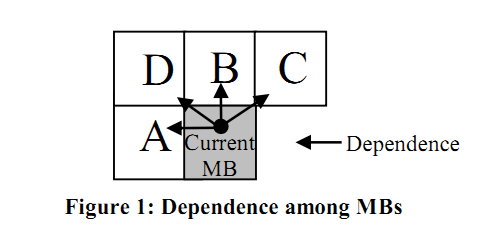 D B C
A Current
MB
Dependence
Figure 1: Dependence among MBs